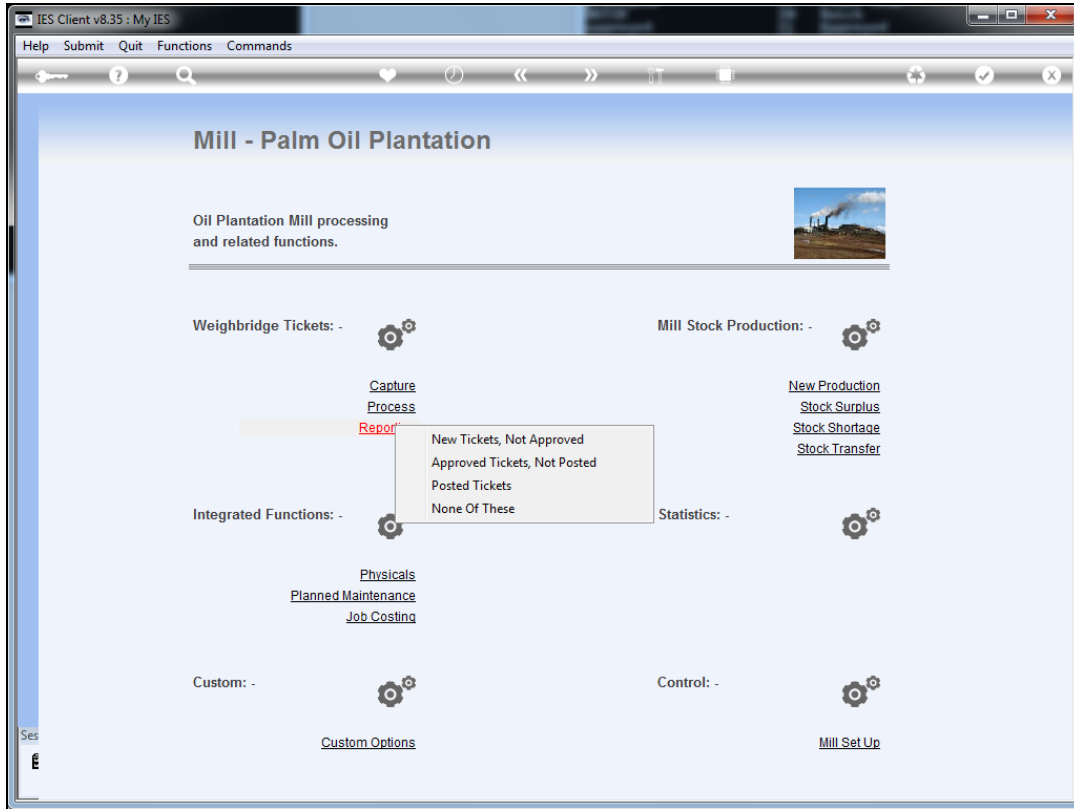 IES Client v8.35 : My IES
Help Submit Quit Functions Commands
Mill - Palm Oil Plantation
Oil Plantation Mill processing
and related functions.
Weighbridge Tickets: -
Mill Stock Production: -
Capture
Process
New Production
Stock Surplus
Stock Shortage
Stock Transfer
New Tickets, Not Approved
Approved Tickets, Not Posted
Posted Tickets
None Of These
Integrated Functions: -
Statistics: -
Physicals
Planned Maintenance
Job Costing
Custom: -
Control: -
Custom Options
Mill Set Up
Ses